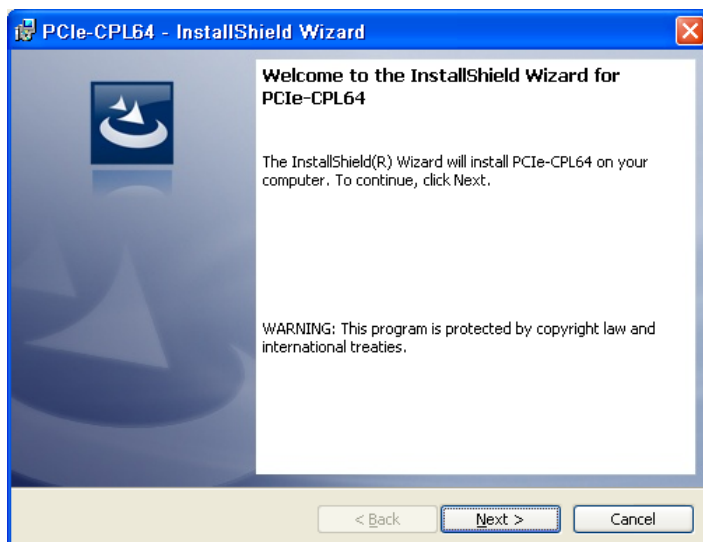 PCIe-CPL64 - InstallShield Wizard
Welcome to the InstallShield Wizard for
PCIe-CPL64
The InstallShield(R) Wizard will install PCIe-CPL64 on your
computer. To continue, click Next.
WARNING: This program is protected by copyright law and
international treaties.
< Back
Next >
Cancel